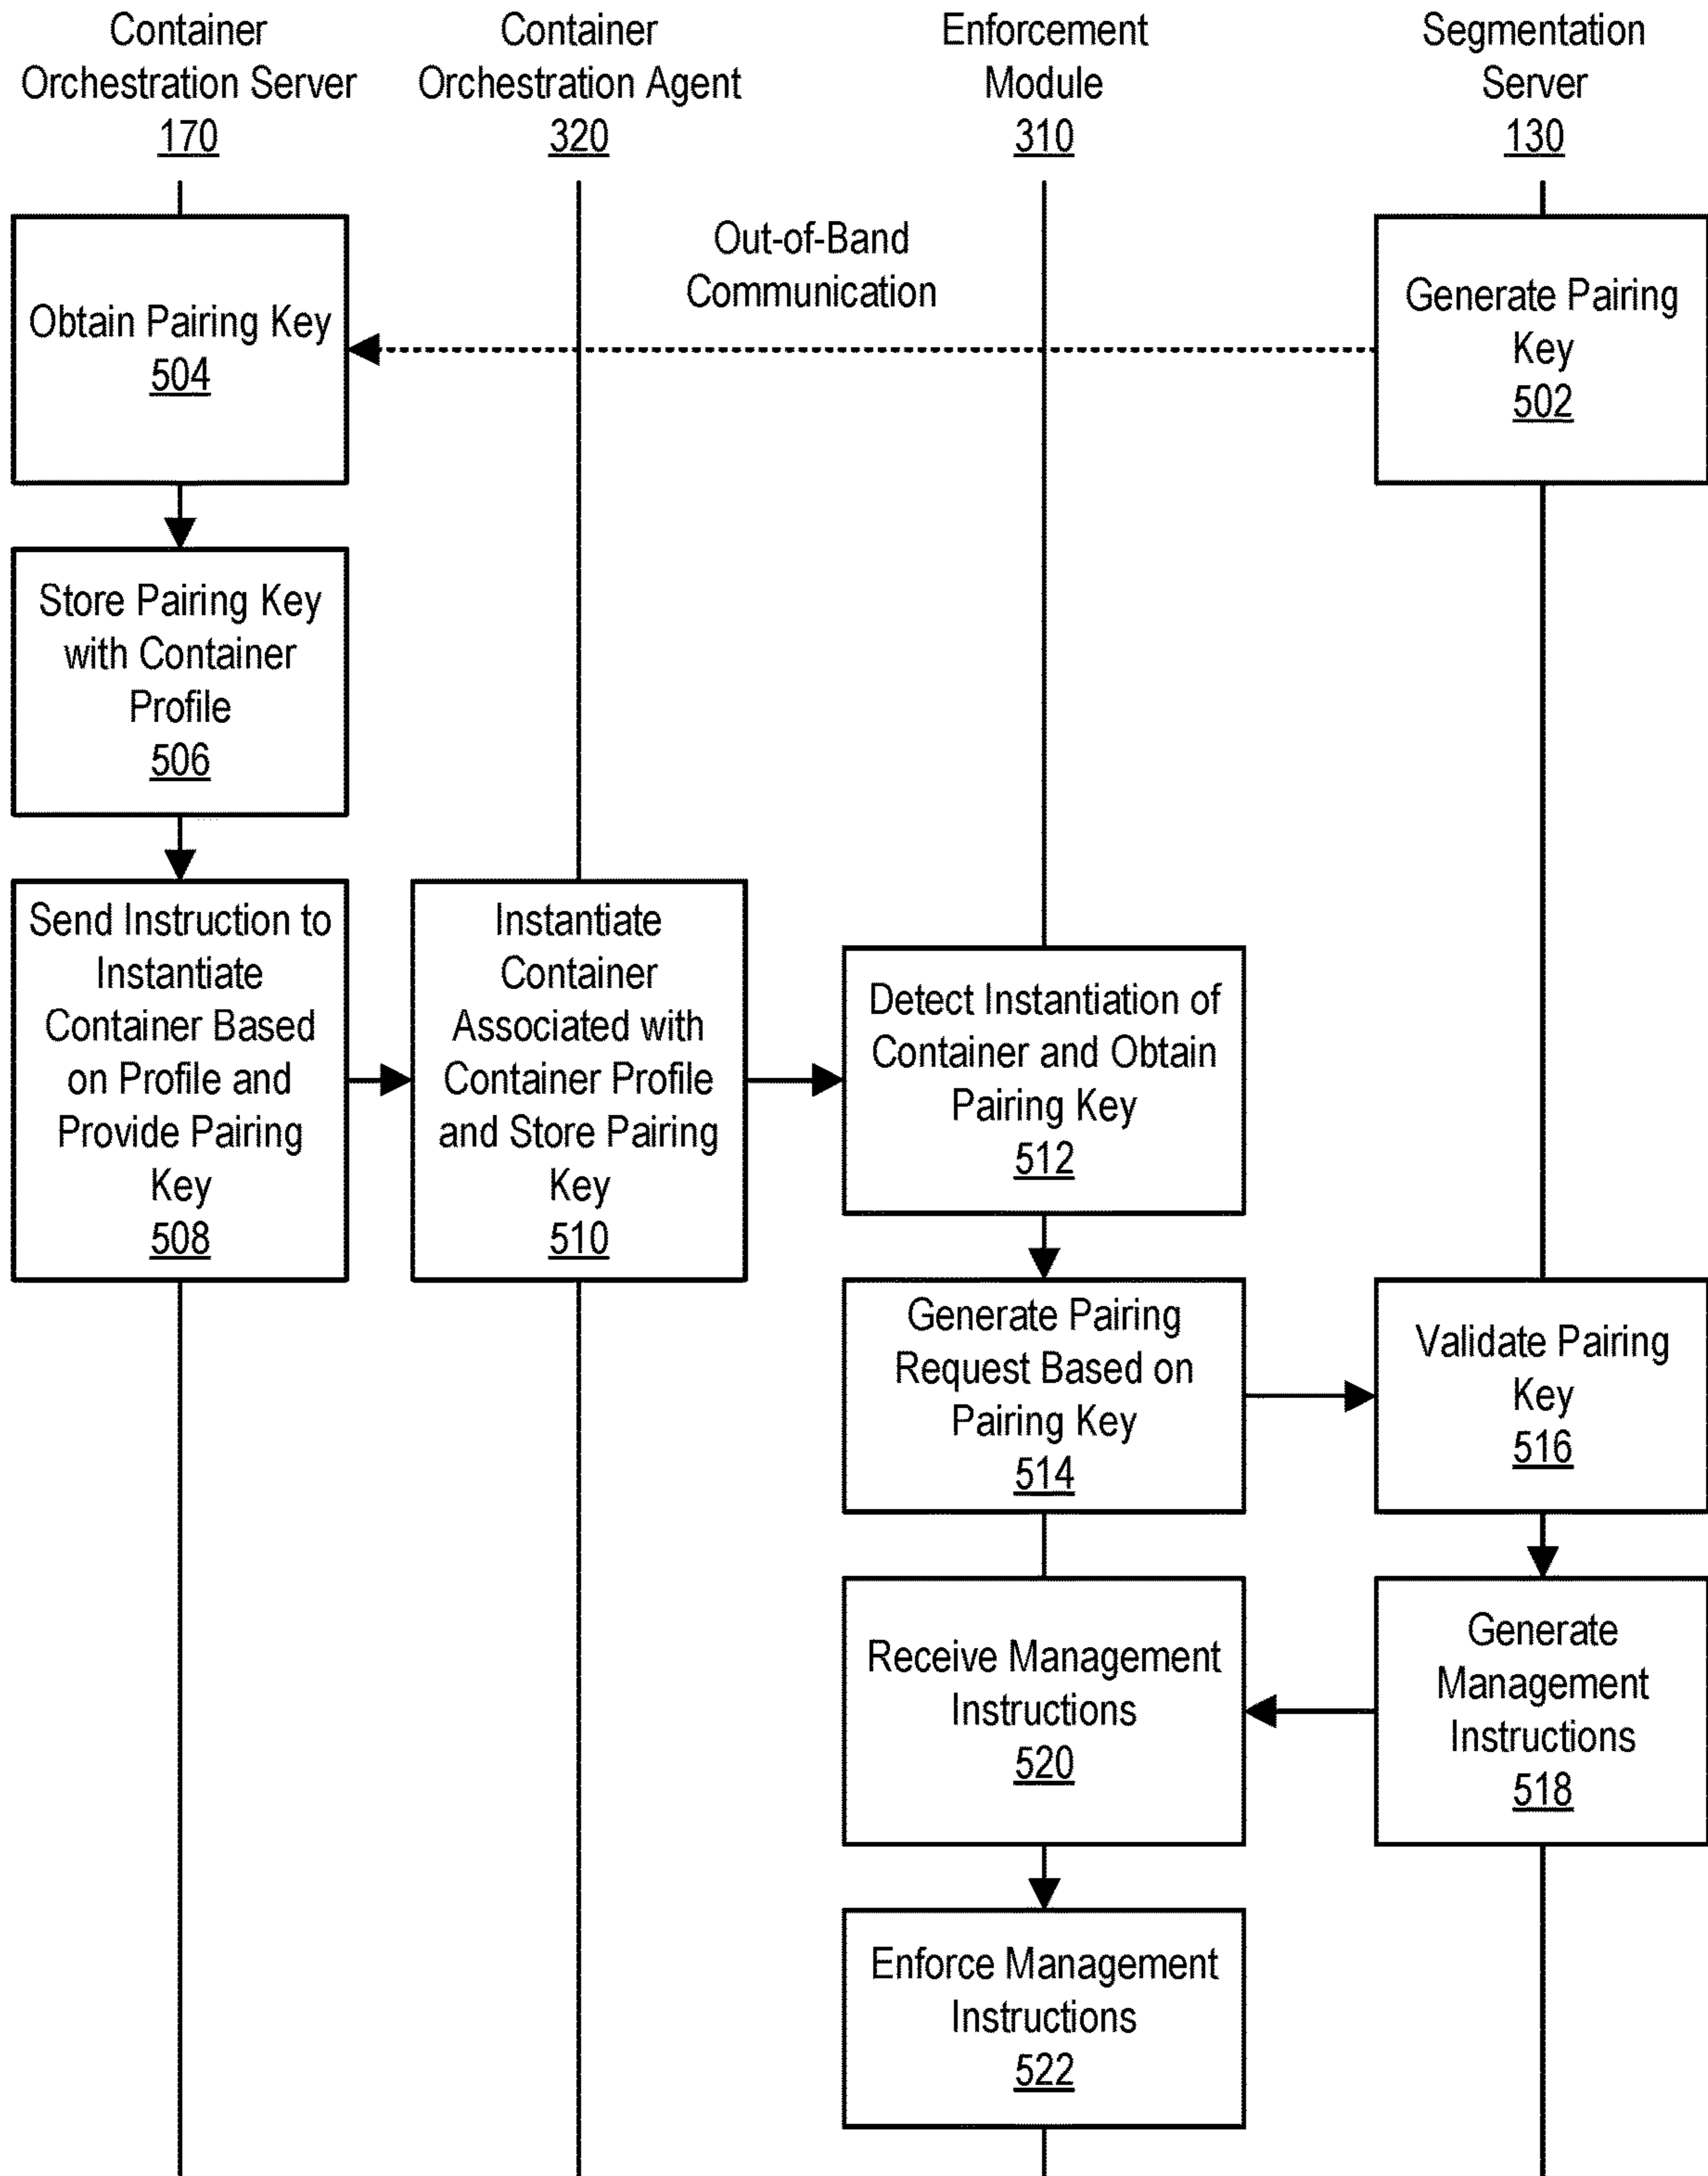 Container
Orchestration Server
170
Container
Orchestration Agent
320
Enforcement
Module
310
Segmentation
Server
130
Out-of-Band
Communication
Obtain Pairing Key
504
Generate Pairing
Key
502
Store Pairing Key
with Container
Profile
506
Send Instruction to
Instantiate
Container Based
on Profile and
Provide Pairing
Key
508
Instantiate
Container
Associated with
Container Profile
and Store Pairing
Key
510
Detect Instantiation of
Container and Obtain
Pairing Key
512
Generate Pairing
Request Based on
Pairing Key
514
Validate Pairing
Key
516
Receive Management
Instructions
520
Generate
Management
Instructions
518
Enforce Management
Instructions
522